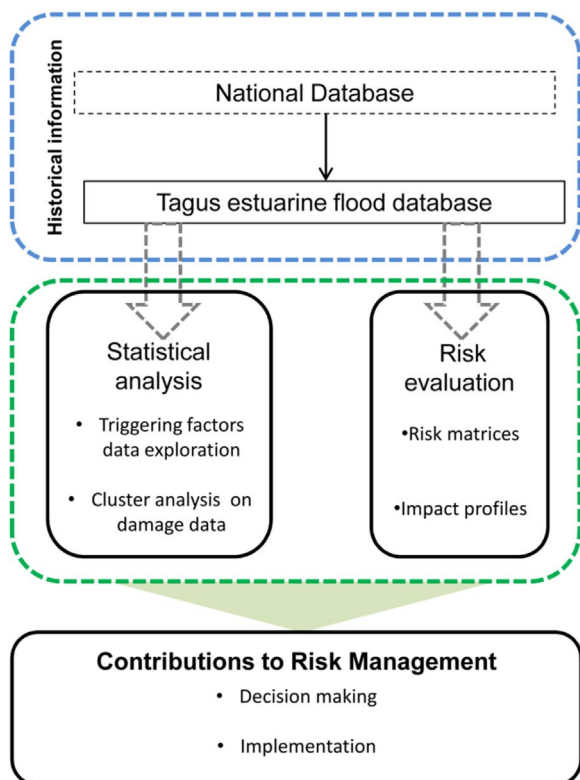 Historical information
National Database
Tagus estuarine flood database
Statistical
analysis
• Triggering factors
data exploration
• Cluster analysis on
damage data
Risk
evaluation
•Risk matrices
•Impact profiles
Contributions to Risk Management
• Decision making
• Implementation